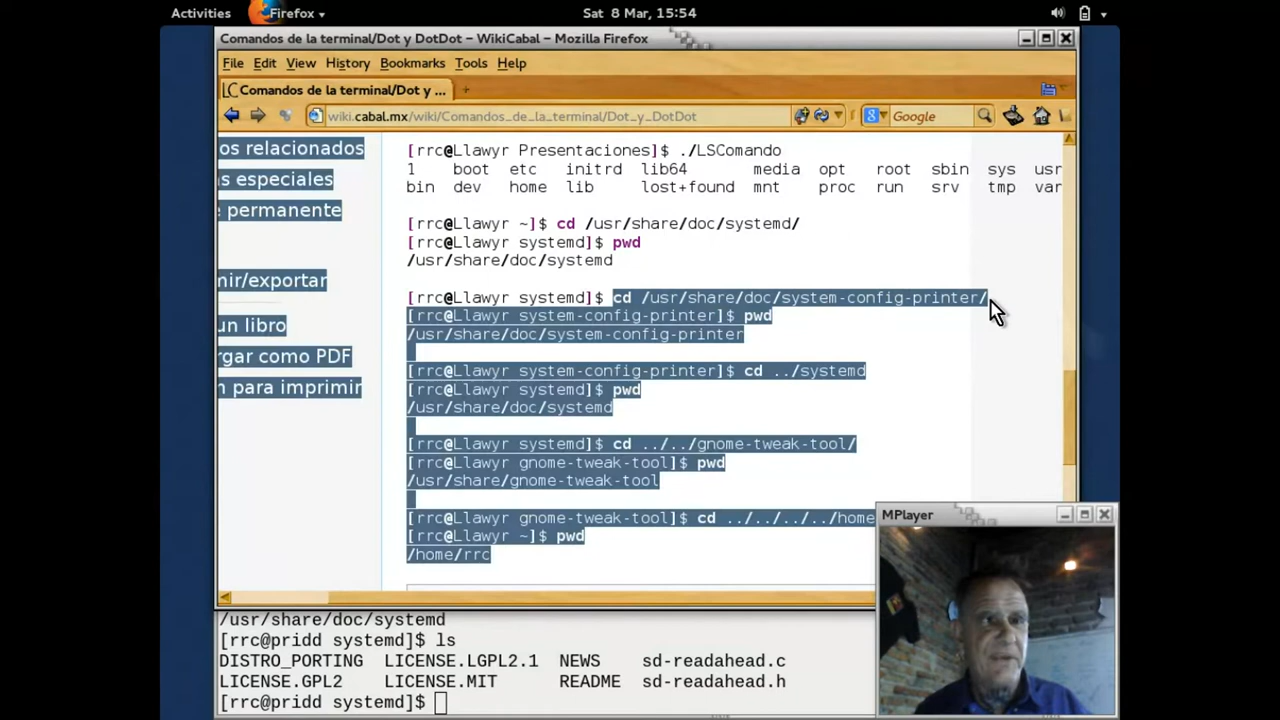 Activities Firefox Sat 8 Mar, 15:54
Comandos de la terminal/Dot y DotDot – WikiCabal – Mozilla Firefox
File Edit View History Bookmarks Tools Help
Comandos de la terminal/Dot y ...
wiki.cabal.mx/wiki/Comandos_de_la_terminal/Dot_y_DotDot Google
os relacionados
s especiales
permanente
mir/exportar
un libro
rgar como PDF
n para imprimir
[rrc@Llawyr Presentaciones]$ ./LSComando
1 boot etc initrd lib64 media opt root sbin sys usr
bin dev home lib lost+found mnt proc run srv tmp var
[rrc@Llawyr ~]$ cd /usr/share/doc/systemd/
[rrc@Llawyr systemd]$ pwd
/usr/share/doc/systemd
[rrc@Llawyr systemd]$ cd /usr/share/doc/system-config-printer/
[rrc@Llawyr system-config-printer]$ pwd
/usr/share/doc/system-config-printer
[rrc@Llawyr system-config-printer]$ cd ../systemd
[rrc@Llawyr systemd]$ pwd
/usr/share/doc/systemd
[rrc@Llawyr systemd]$ cd ../../gnome-tweak-tool/
[rrc@Llawyr gnome-tweak-tool]$ pwd
/usr/share/gnome-tweak-tool
[rrc@Llawyr gnome-tweak-tool]$ cd ../../../../home
[rrc@Llawyr ~]$ pwd
/home/rrc
MPlayer
/usr/share/doc/systemd
[rrc@pridd systemd]$ ls
DISTRO_PORTING LICENSE.LGPL2.1 NEWS sd-readahead.c
LICENSE.GPL2 LICENSE.MIT README sd-readahead.h
[rrc@pridd systemd]$